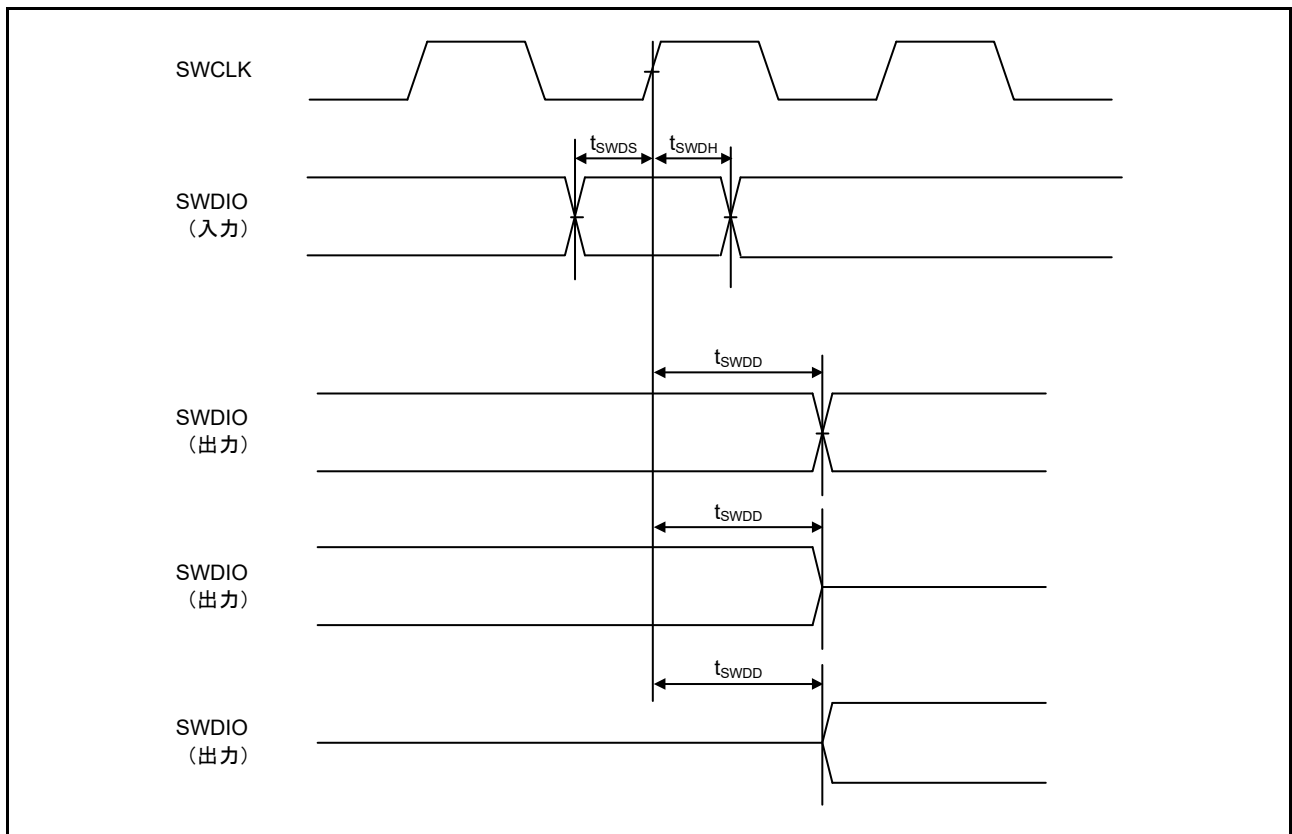 SWCLK
tSWDS
tSWDH
SWDIO
（入力）
tSWDD
SWDIO
（出力）
tSWDD
SWDIO
（出力）
tSWDD
SWDIO
（出力）